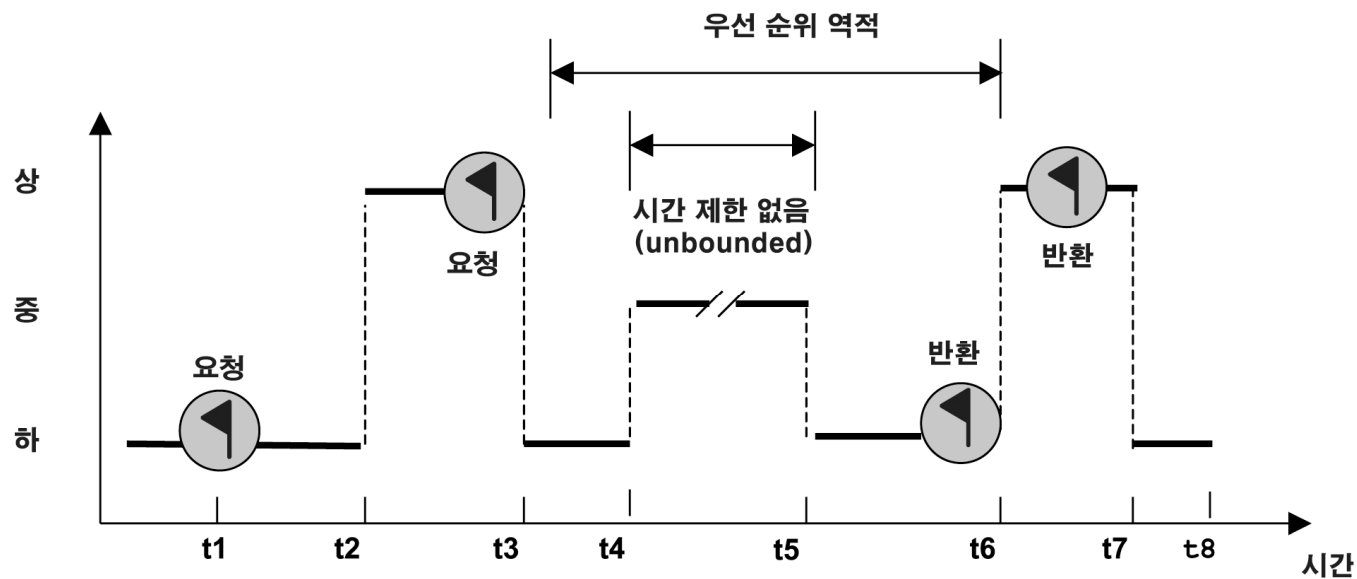 우선 순위 역적
상
시간 제한 없음
(unbounded)
요청
반환
중
요청
반환
하
t1
t2
t3
t4
t5
t6
t7
t8
시간